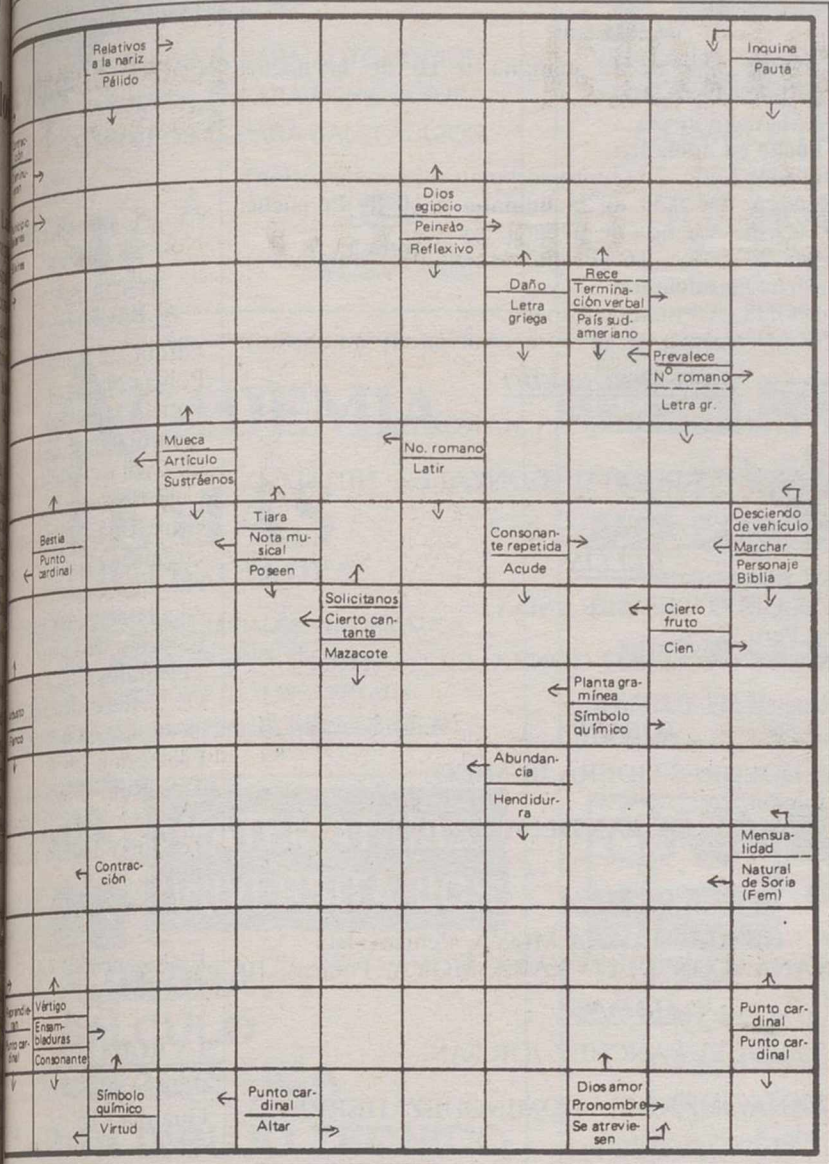 Relativos
a la nariz
Pálido
Inquina
Pauta
Dios
egipcio
Peinado
Reflexivo
Daño
Letra
griega
Rece
Termina-
ción verbal
País sud-
ameriano
Prevalece
Nº romano
Letra gr.
Mueca
Artículo
Sustráenos
No. romano
Latir
Bestia
Punto
cardinal
Tiara
Nota mu-
sical
Poseen
Consonan-
te repetida
Acude
Desciendo
de vehículo
Marchar
Personaje
Biblia
Solicitanos
Cierto can-
tante
Mazacote
Cierto
fruto
Cien
Planta gra-
mínea
Símbolo
químico
Abundan-
cia
Hendidur-
ra
Contrac-
ción
Mensua-
lidad
Natural
de Soria
(Fem)
Vértigo
Ensam-
bladuras
Consonante
Punto car-
dinal
Punto car-
dinal
Símbolo
químico
Virtud
Punto car-
dinal
Altar
Dios amor
Pronombre
Se atrevie-
sen